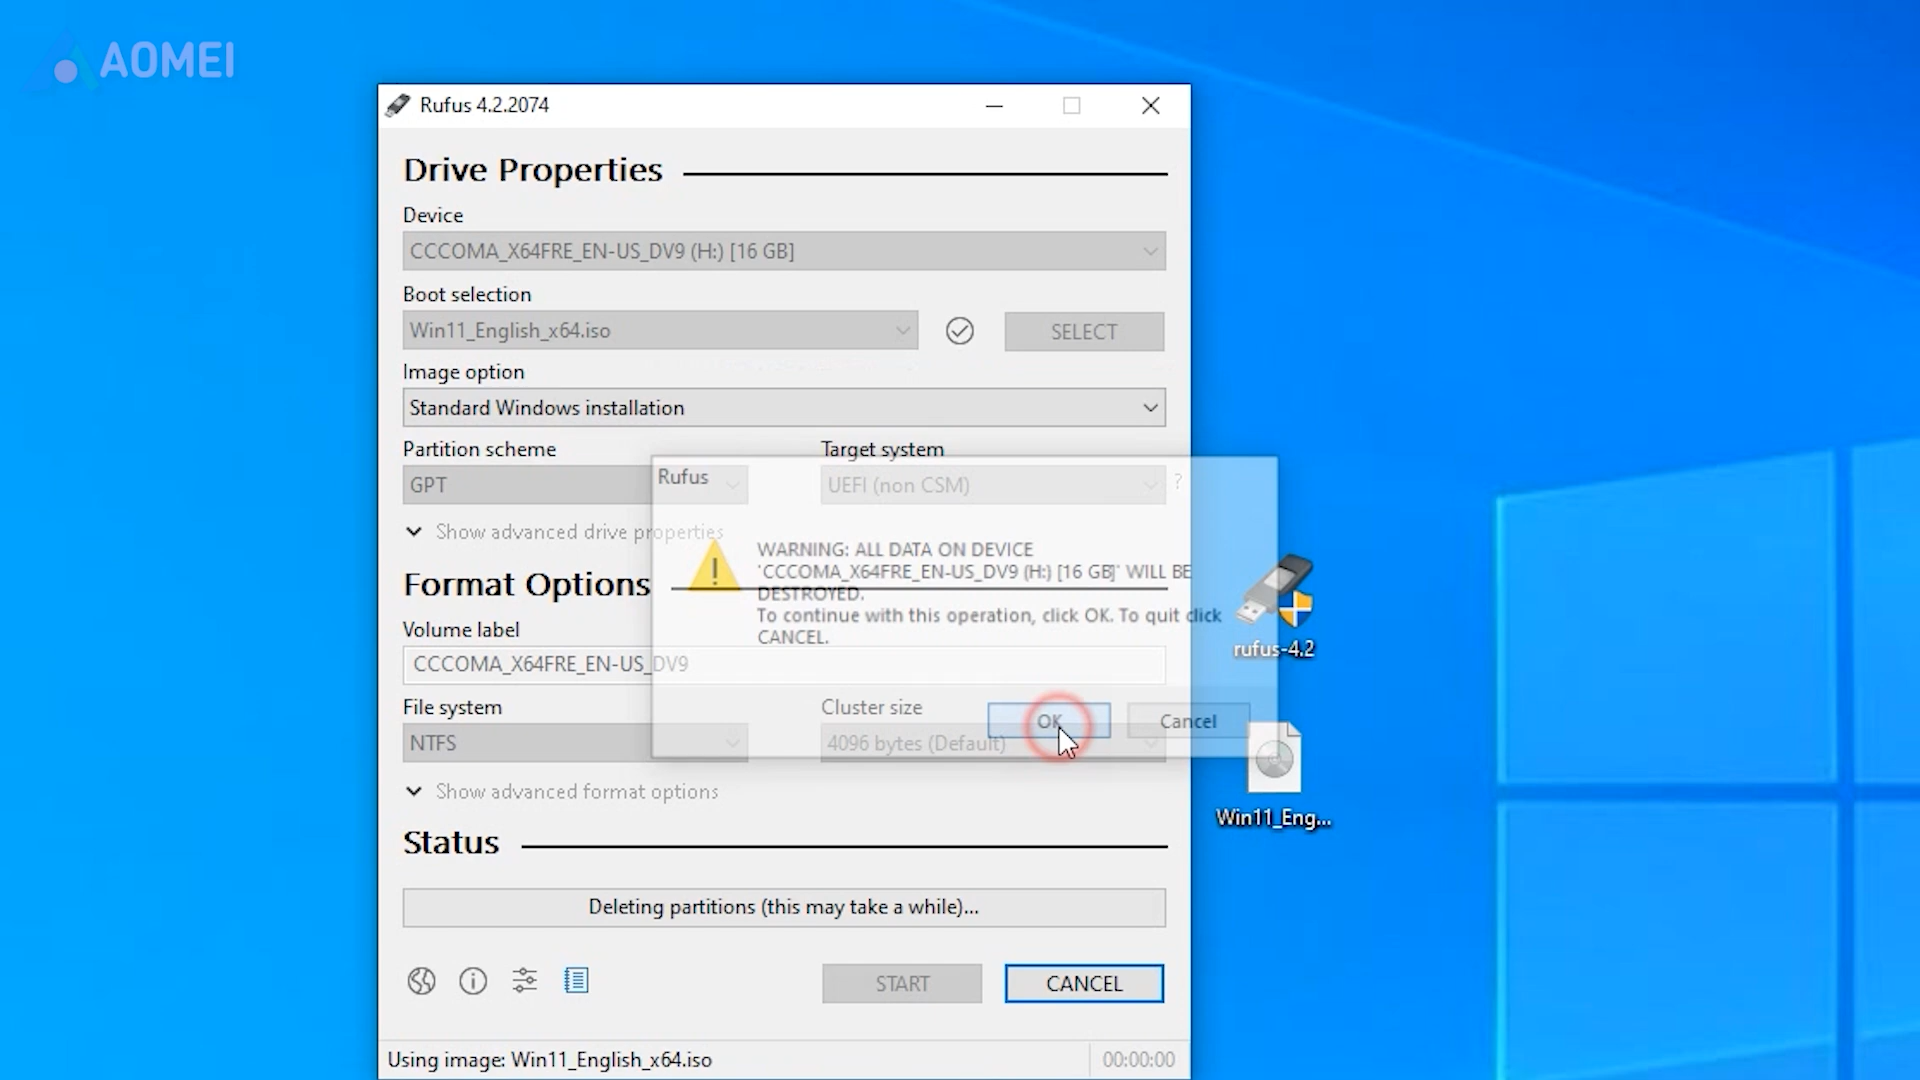 AOMEI
Rufus 4.2.2074
Drive Properties
Device
CCCOMA_X64FRE_EN-US_DV9 (H:) [16 GB]
Boot selection
Win11_English_x64.iso
SELECT
Image option
Standard Windows installation
Partition scheme
Target system
GPT
UEFI (non CSM)
?
Rufus
Show advanced drive properties
WARNING: ALL DATA ON DEVICE
'CCCOMA_X64FRE_EN-US_DV9 (H:) [16 GB]' WILL BE
DESTROYED.
To continue with this operation, click OK. To quit click
CANCEL.
OK
Cancel
Format Options
Volume label
CCCOMA_X64FRE_EN-US_DV9
File system
Cluster size
NTFS
4096 bytes (Default)
Show advanced format options
Status
Deleting partitions (this may take a while)...
START
CANCEL
Using image: Win11_English_x64.iso
00:00:00
rufus-4.2
Win11_Eng...